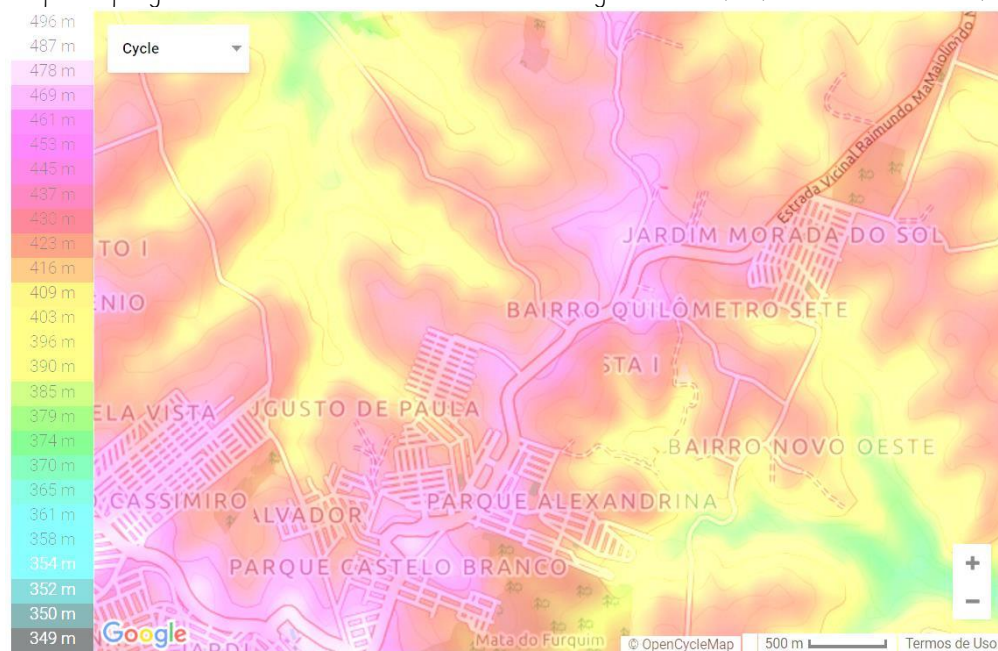 496 m
487 m
478 m
469 m
461 m
453 m
445 m
437 m
430 m
423 m
416 m
409 m
403 m
396 m
390 m
385 m
379 m
374 m
370 m
365 m
361 m
358 m
354 m
352 m
350 m
349 m
Cycle
Estrada Vicinal Raimundo
JARDIM MORADA DO SOL
TO I
ÊNIO
BAIRRO QUILÔMETRO SETE
STA I
ELA VISTA
UGUSTO DE PAULA
BAIRRO NOVO OESTE
O CASSIMIRO
ALVADOR
PARQUE ALEXANDRINA
PARQUE CASTELO BRANCO
Mata do Furquim
JARDI
Google
+
−
© OpenCycleMap
500 m
Termos de Uso